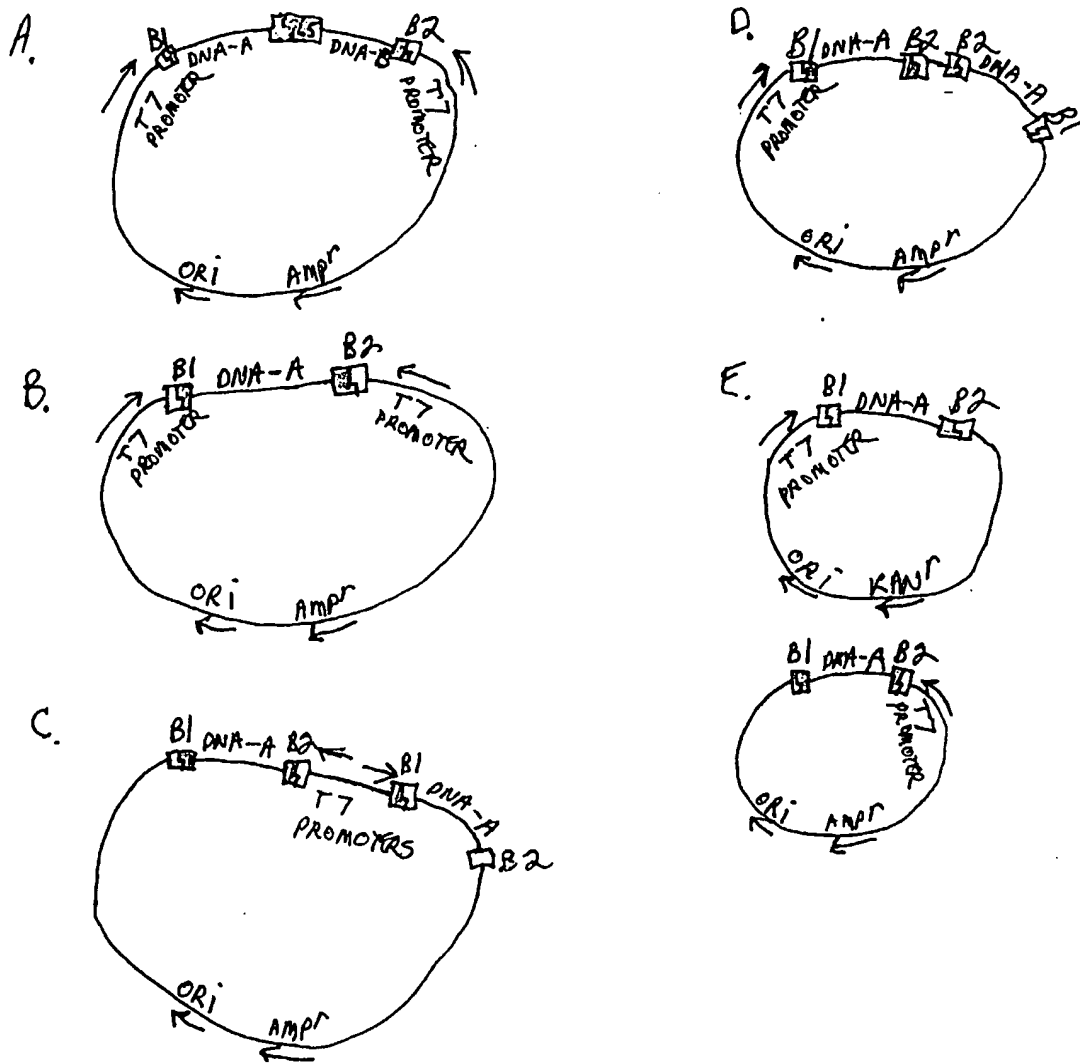 A.
B1
DNA-A
DNA-B
B2
T7
PROMOTER
T7
PROMOTER
ORi
Ampr
B.
B1
DNA-A
B2
T7
PROMOTER
T7
PROMOTER
ORi
Ampr
C.
B1
DNA-A
B2
B1
DNA-A
T7
PROMOTERS
B2
ORi
Ampr
D.
B1
DNA-A
B2
B2
DNA-A
B1
T7
PROMOTER
ORi
Ampr
E.
B1
DNA-A
B2
T7
PROMOTER
ORi
KANr
B1
DNA-A
B2
T7
PROMOTER
ORi
Ampr